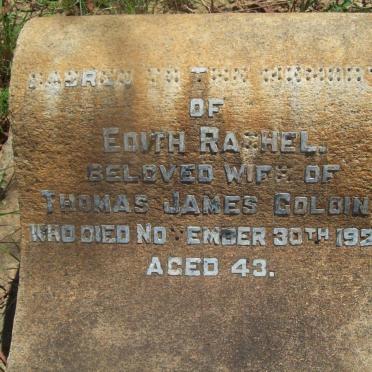 SACRED TO THE MEMORY
OF
EDITH RACHEL.
BELOVED WIFE OF
THOMAS JAMES GOLDIN
WHO DIED NOVEMBER 30TH 192
AGED 43.